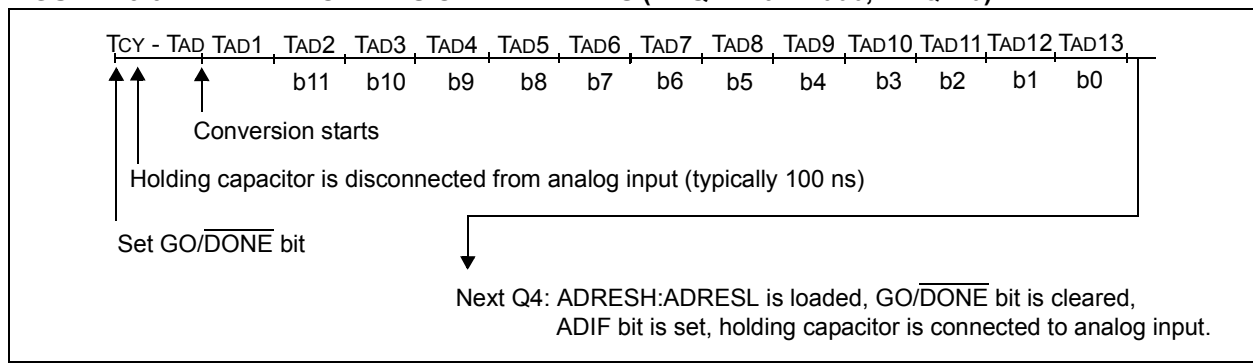 TCY - TAD TAD1 TAD2 TAD3 TAD4 TAD5 TAD6 TAD7 TAD8 TAD9 TAD10 TAD11 TAD12 TAD13
b11 b10 b9 b8 b7 b6 b5 b4 b3 b2 b1 b0
Conversion starts
Holding capacitor is disconnected from analog input (typically 100 ns)
Set GO/DONE bit
Next Q4: ADRESH:ADRESL is loaded, GO/DONE bit is cleared,
ADIF bit is set, holding capacitor is connected to analog input.